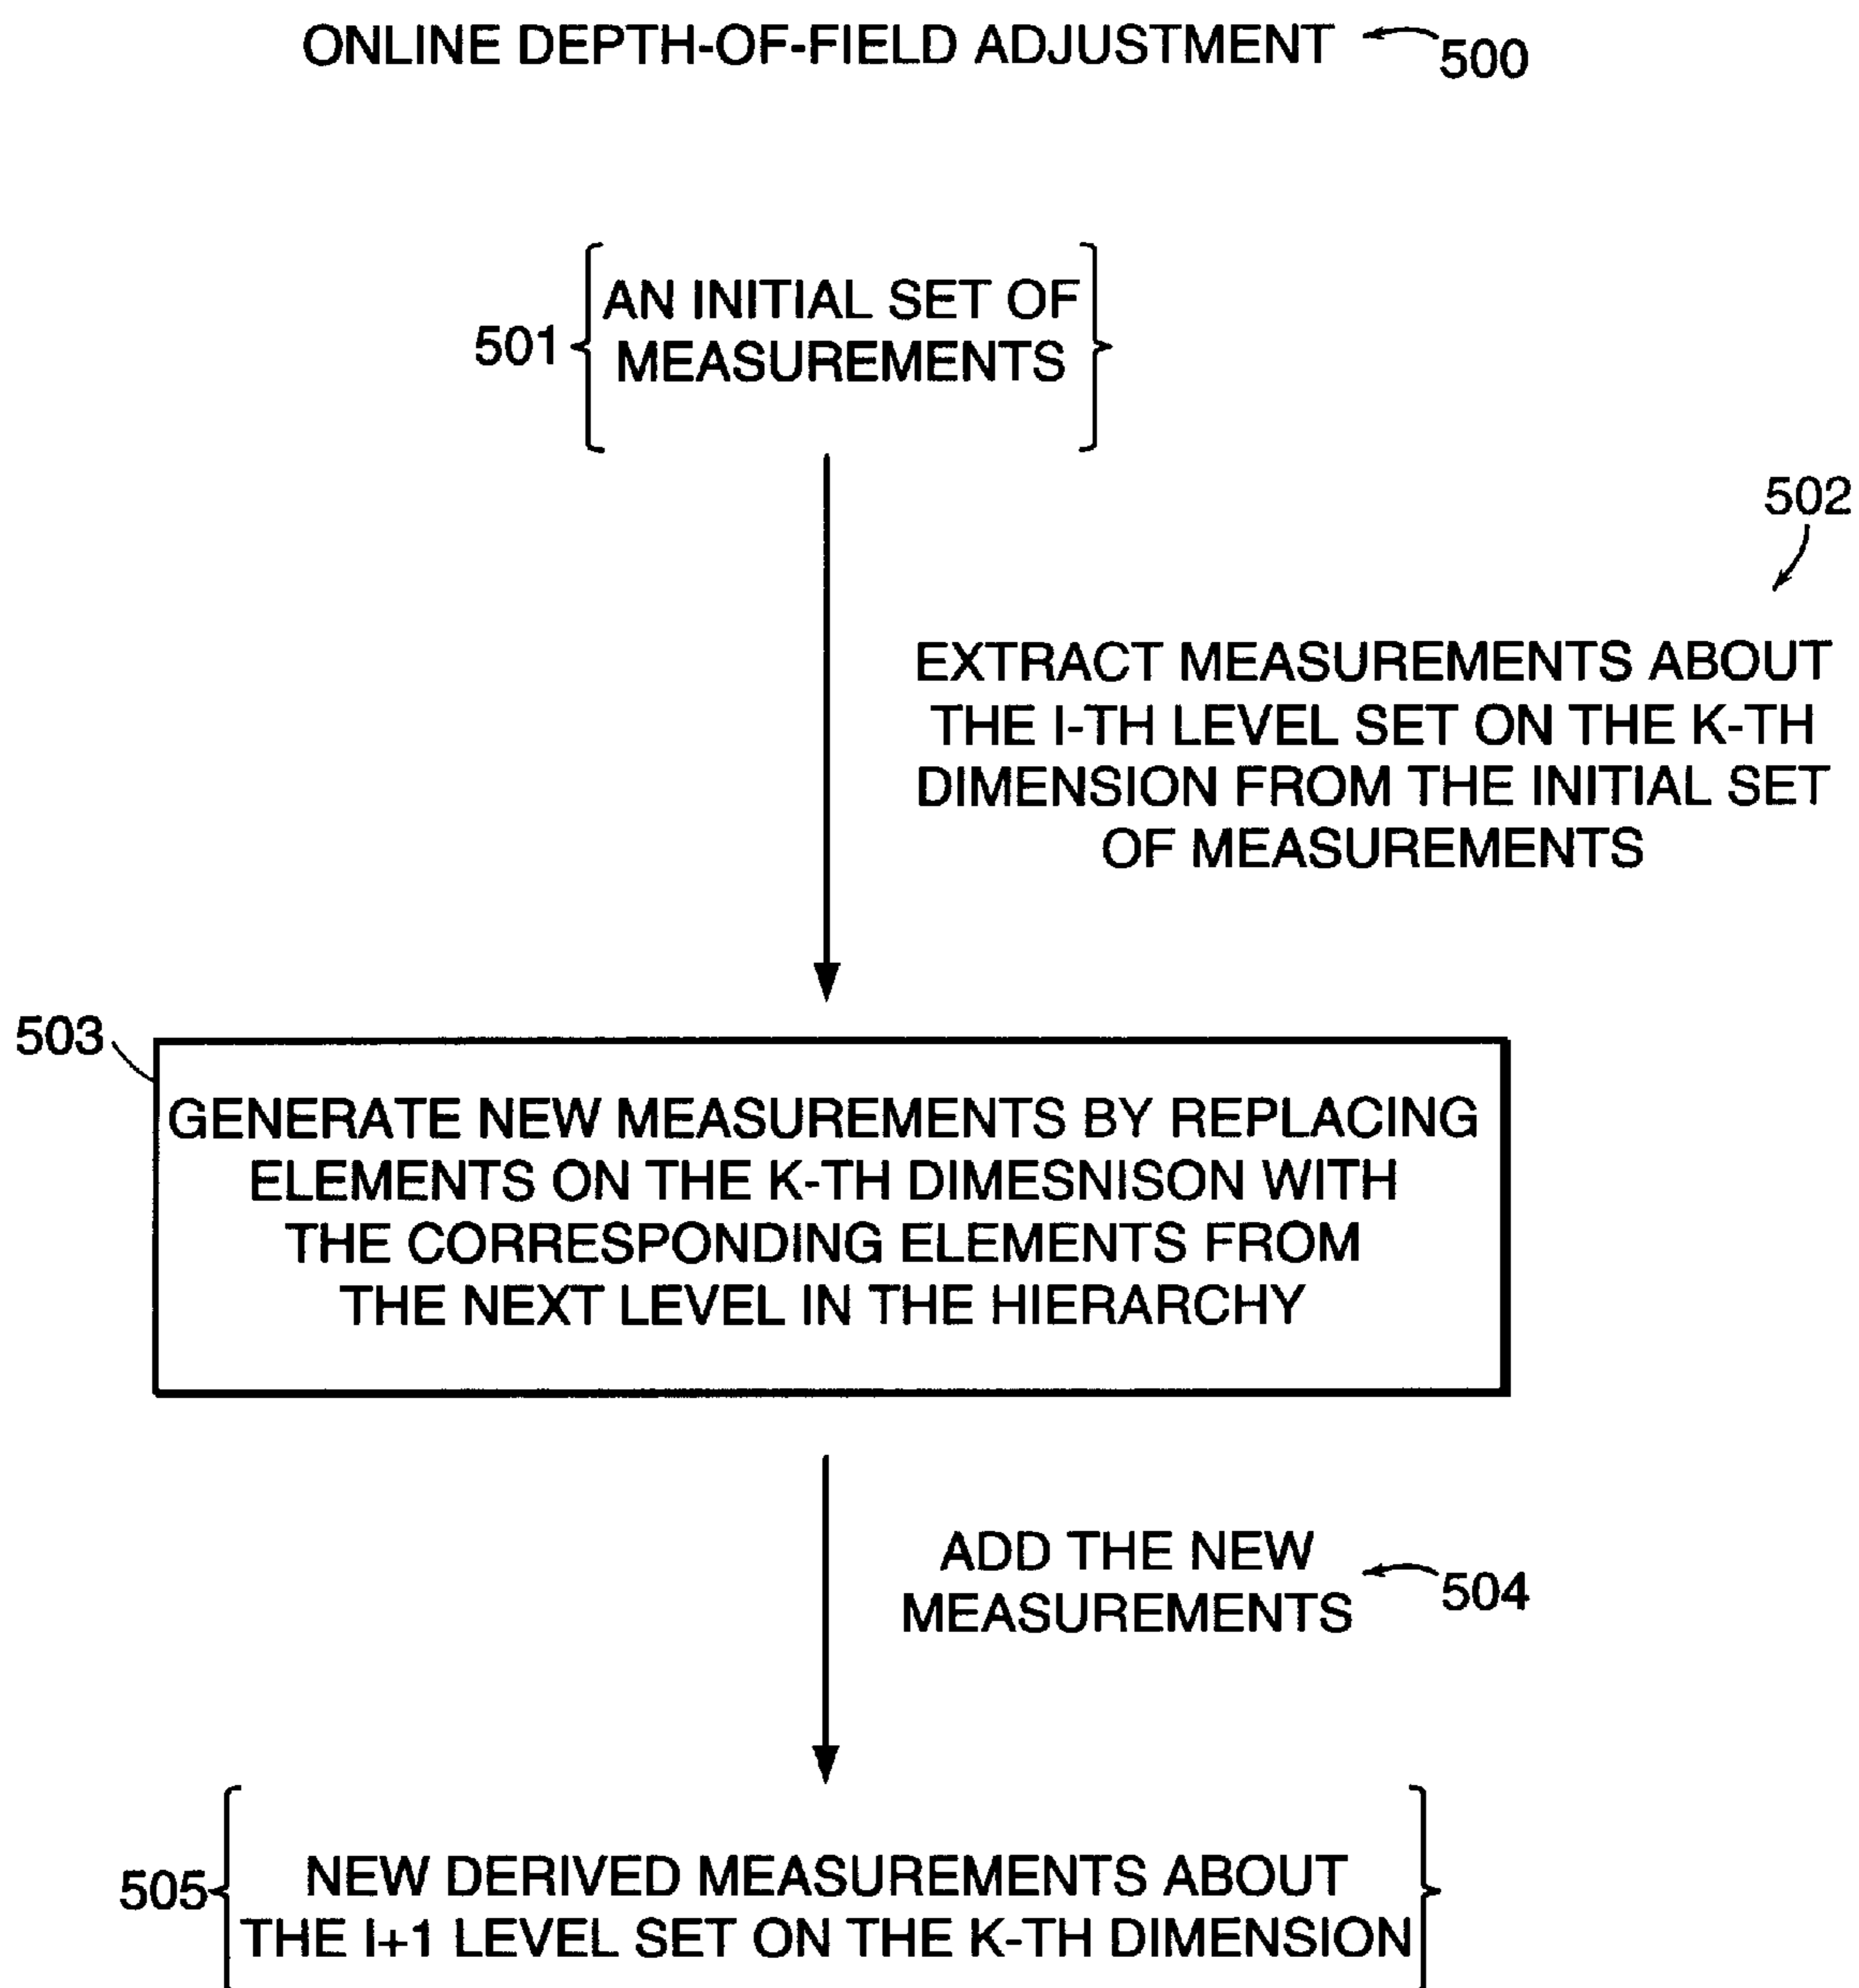 ONLINE DEPTH-OF-FIELD ADJUSTMENT 500
501 AN INITIAL SET OF
MEASUREMENTS
502
EXTRACT MEASUREMENTS ABOUT
THE I-TH LEVEL SET ON THE K-TH
DIMENSION FROM THE INITIAL SET
OF MEASUREMENTS
503
GENERATE NEW MEASUREMENTS BY REPLACING
ELEMENTS ON THE K-TH DIMESNISON WITH
THE CORRESPONDING ELEMENTS FROM
THE NEXT LEVEL IN THE HIERARCHY
ADD THE NEW
MEASUREMENTS 504
505 NEW DERIVED MEASUREMENTS ABOUT
THE I+1 LEVEL SET ON THE K-TH DIMENSION